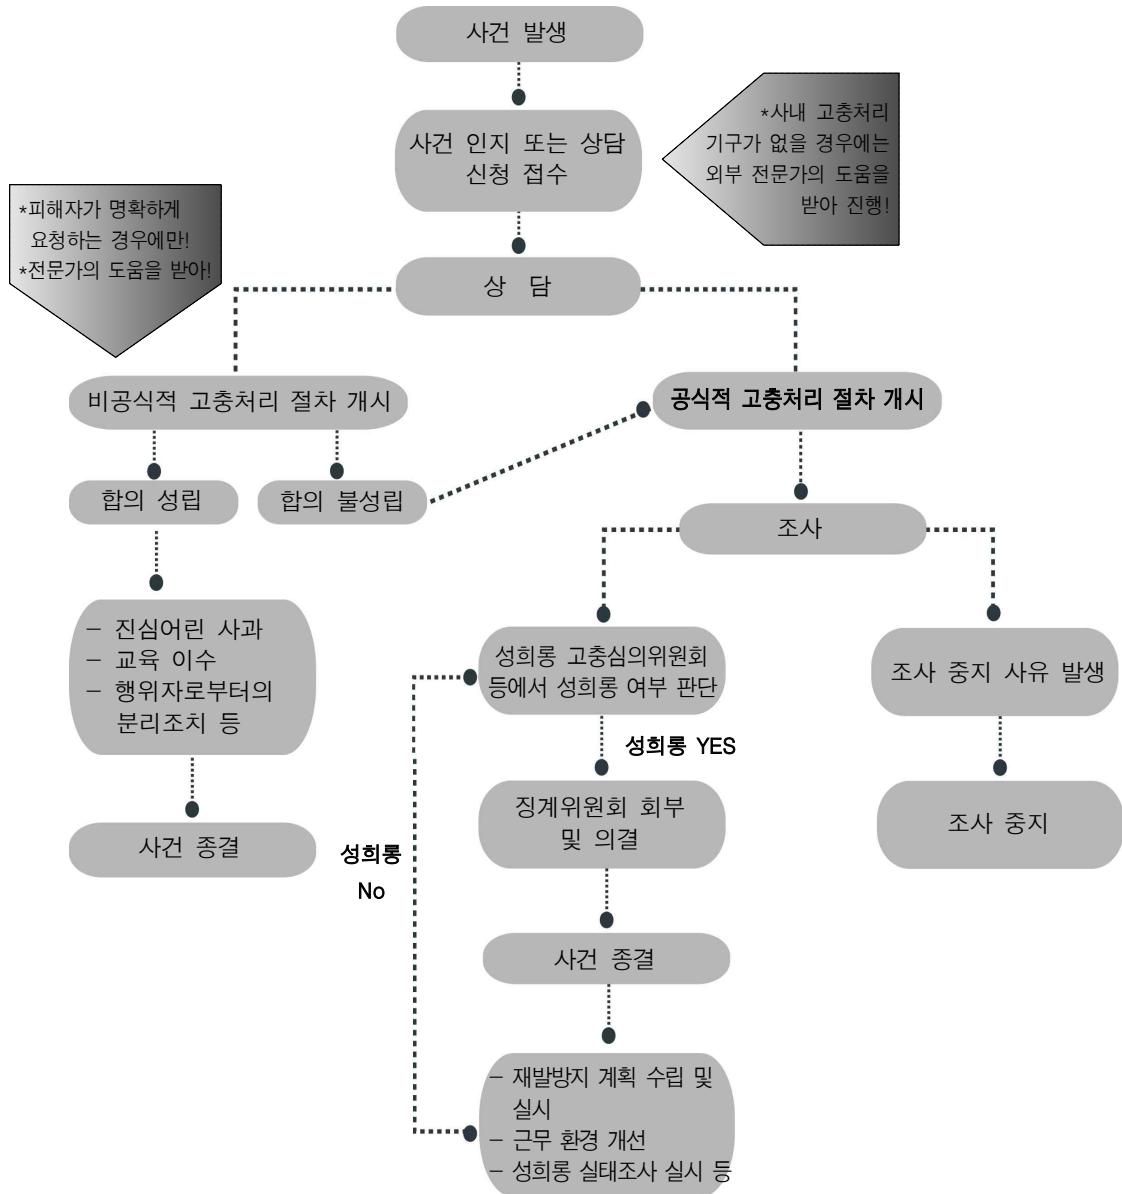 사건 발생
*사내 고충처리
기구가 없을 경우에는
외부 전문가의 도움을
받아 진행!
사건 인지 또는 상담
신청 접수
*피해자가 명확하게
요청하는 경우에만!
*전문가의 도움을 받아!
상 담
비공식적 고충처리 절차 개시
공식적 고충처리 절차 개시
합의 성립
합의 불성립
조사
– 진심어린 사과
– 교육 이수
– 행위자로부터의
분리조치 등
성희롱 고충심의위원회
등에서 성희롱 여부 판단
조사 중지 사유 발생
성희롱 YES
징계위원회 회부
및 의결
조사 중지
사건 종결
성희롱
No
사건 종결
– 재발방지 계획 수립 및
실시
– 근무 환경 개선
– 성희롱 실태조사 실시 등